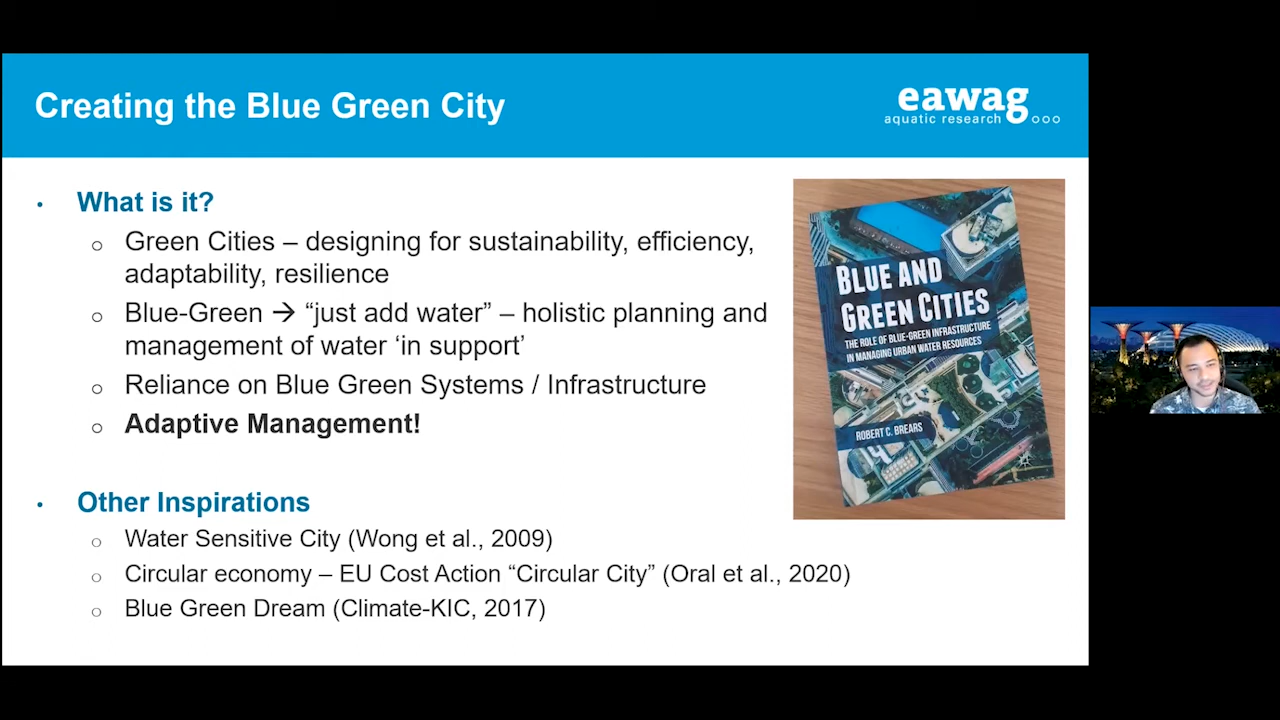 Creating the Blue Green City
eawag
aquatic research
What is it?
Green Cities – designing for sustainability, efficiency,
adaptability, resilience
Blue-Green → “just add water” – holistic planning and
management of water ‘in support’
Reliance on Blue Green Systems / Infrastructure
Adaptive Management!
Other Inspirations
Water Sensitive City (Wong et al., 2009)
Circular economy – EU Cost Action “Circular City” (Oral et al., 2020)
Blue Green Dream (Climate-KIC, 2017)
BLUE AND
GREEN CITIES
THE ROLE OF BLUE-GREEN INFRASTRUCTURE
IN MANAGING URBAN WATER RESOURCES
ROBERT C. BREARS